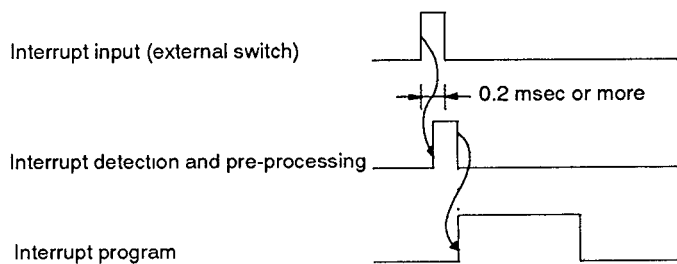 Interrupt input (external switch)
0.2 msec or more
Interrupt detection and pre-processing
Interrupt program